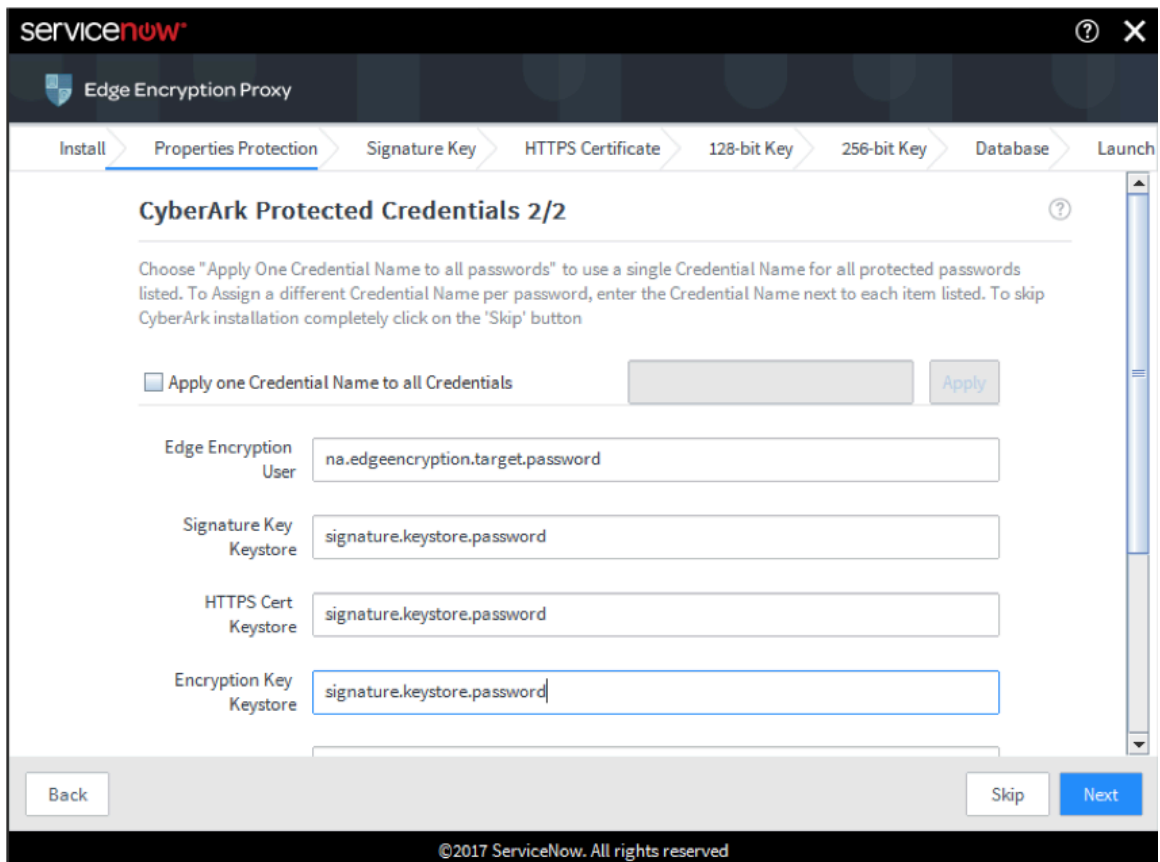 servicenow
Edge Encryption Proxy
Install
Properties Protection
Signature Key
HTTPS Certificate
128-bit Key
256-bit Key
Database
Launch
CyberArk Protected Credentials 2/2
Choose "Apply One Credential Name to all passwords" to use a single Credential Name for all protected passwords
listed. To Assign a different Credential Name per password, enter the Credential Name next to each item listed. To skip
CyberArk installation completely click on the 'Skip' button
Apply one Credential Name to all Credentials
Apply
Edge Encryption
User
na.edgeencryption.target.password
Signature Key
Keystore
signature.keystore.password
HTTPS Cert
Keystore
signature.keystore.password
Encryption Key
Keystore
signature.keystore.password
Back
Skip
Next
©2017 ServiceNow. All rights reserved